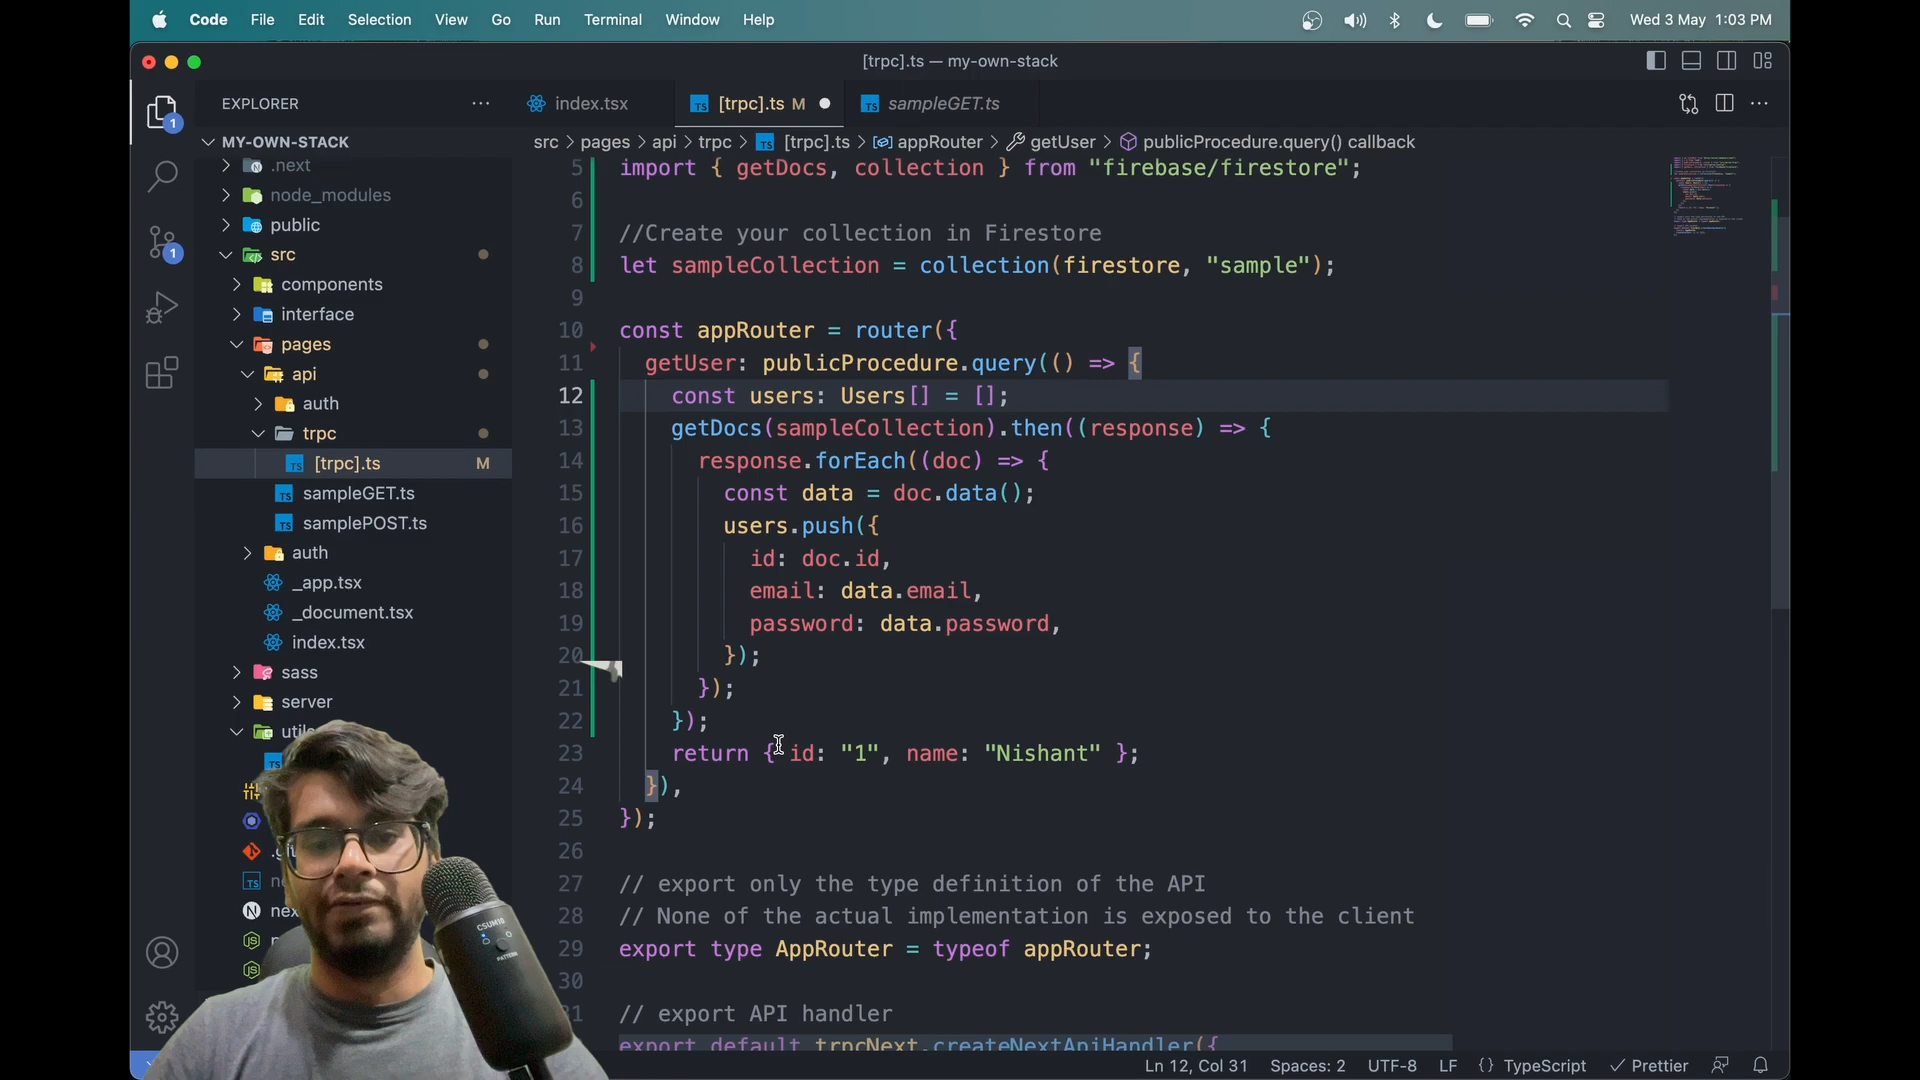 Code File Edit Selection View Go Run Terminal Window Help Wed 3 May 1:03 PM
[trpc].ts — my-own-stack
EXPLORER
index.tsx
[trpc].ts M
sampleGET.ts
src > pages > api > trpc > [trpc].ts > appRouter > getUser > publicProcedure.query() callback
1
1
MY-OWN-STACK
.next
node_modules
public
src
components
interface
pages
api
auth
trpc
[trpc].ts M
sampleGET.ts
samplePOST.ts
auth
_app.tsx
_document.tsx
index.tsx
sass
server
5 import { getDocs, collection } from "firebase/firestore";
6
7 //Create your collection in Firestore
8 let sampleCollection = collection(firestore, "sample");
9
10 const appRouter = router({
11 getUser: publicProcedure.query(() => {
12 const users: Users[] = [];
13 getDocs(sampleCollection).then((response) => {
14 response.forEach((doc) => {
15 const data = doc.data();
16 users.push({
17 id: doc.id,
18 email: data.email,
19 password: data.password,
20 });
21 });
22 });
23 return { id: "1", name: "Nishant" };
24 }),
25 });
26
27 // export only the type definition of the API
28 // None of the actual implementation is exposed to the client
29 export type AppRouter = typeof appRouter;
30
// export API handler
export default trpcNext.createNextApiHandler({
Ln 12, Col 31 Spaces: 2 UTF-8 LF {} TypeScript Prettier
PATTERN